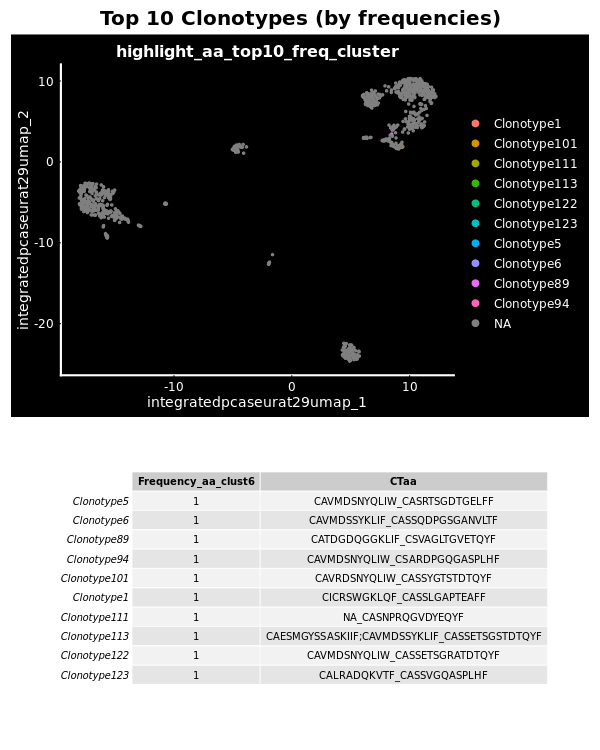 Top 10 Clonotypes (by frequencies)
highlight_aa_top10_freq_cluster
10
0
-10
-20
integratedpcaseurat29umap_2
-10 0 10
integratedpcaseurat29umap_1
Clonotype1
Clonotype101
Clonotype111
Clonotype113
Clonotype122
Clonotype123
Clonotype5
Clonotype6
Clonotype89
Clonotype94
NA
Frequency_aa_clust6 CTaa
Clonotype5 1 CAVMDSNYQLIW_CASRTSGDTGELFF
Clonotype6 1 CAVMDSSYKLIF_CASSQDPGSGANVLTF
Clonotype89 1 CATDGDQGGKLIF_CSVAGLTGVETQYF
Clonotype94 1 CAVMDSNYQLIW_CSARDPGQGASPLHF
Clonotype101 1 CAVRDSNYQLIW_CASSYGTSTDTQYF
Clonotype1 1 CICRSWGKLQF_CASSLGAPTEAFF
Clonotype111 1 NA_CASNPRQGVDYEQYF
Clonotype113 1 CAESMGYSSASKIIF;CAVMDSSYKLIF_CASSETSGSTDTQYF
Clonotype122 1 CAVMDSNYQLIW_CASSETSGRATDTQYF
Clonotype123 1 CALRADQKVTF_CASSVGQASPLHF